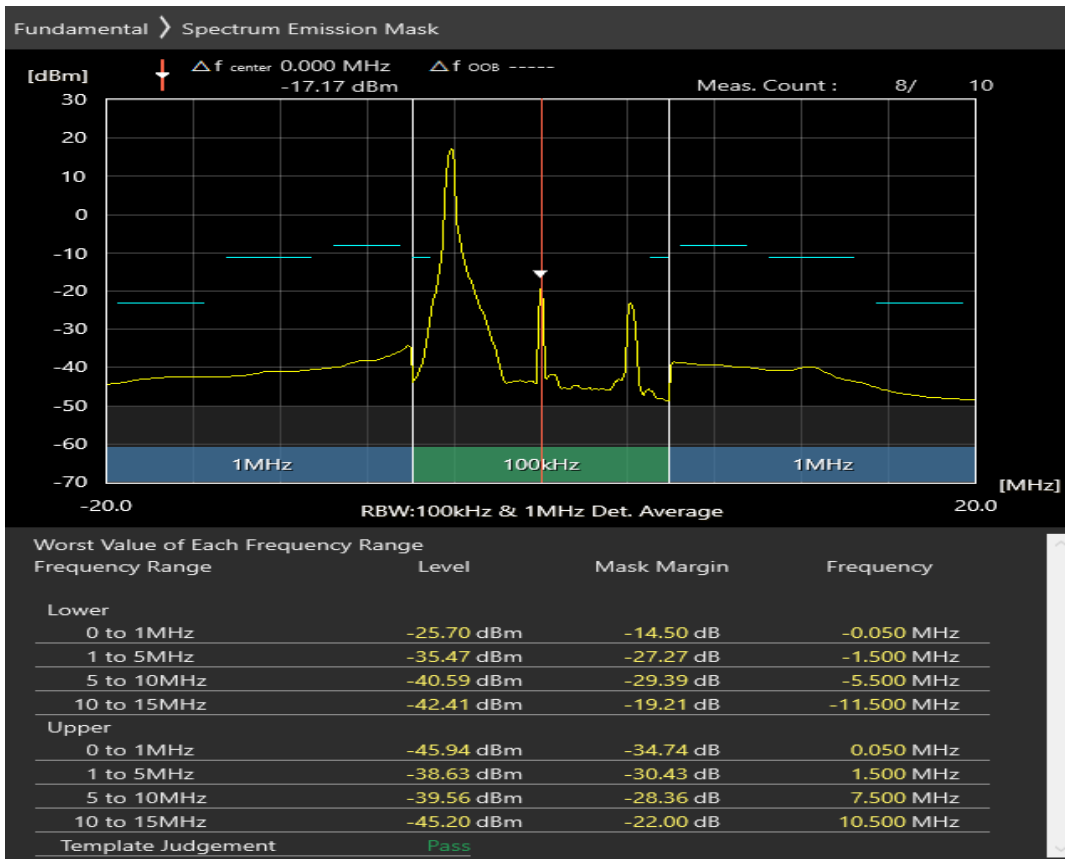 Fundamental ❯ Spectrum Emission Mask
[dBm] △f center 0.000 MHz △f OOB -----
-17.17 dBm Meas. Count : 8/ 10
30
20
10
0
-10
-20
-30
-40
-50
-60
-70
1MHz 100kHz 1MHz
[MHz]
-20.0 RBW:100kHz & 1MHz Det. Average 20.0
Worst Value of Each Frequency Range
Frequency Range Level Mask Margin Frequency
Lower
0 to 1MHz -25.70 dBm -14.50 dB -0.050 MHz
1 to 5MHz -35.47 dBm -27.27 dB -1.500 MHz
5 to 10MHz -40.59 dBm -29.39 dB -5.500 MHz
10 to 15MHz -42.41 dBm -19.21 dB -11.500 MHz
Upper
0 to 1MHz -45.94 dBm -34.74 dB 0.050 MHz
1 to 5MHz -38.63 dBm -30.43 dB 1.500 MHz
5 to 10MHz -39.56 dBm -28.36 dB 7.500 MHz
10 to 15MHz -45.20 dBm -22.00 dB 10.500 MHz
Template Judgement Pass